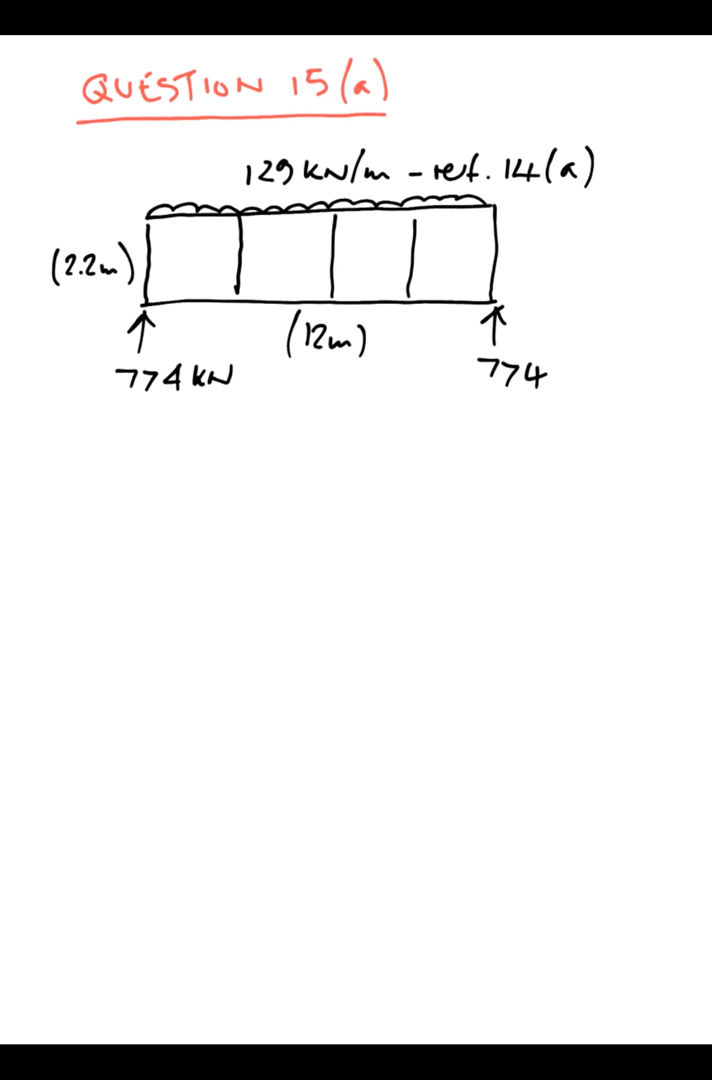 QUESTION 15(a)
129 kN/m - ref. 14(a)
(2.2m)
(12m)
774 kN
774